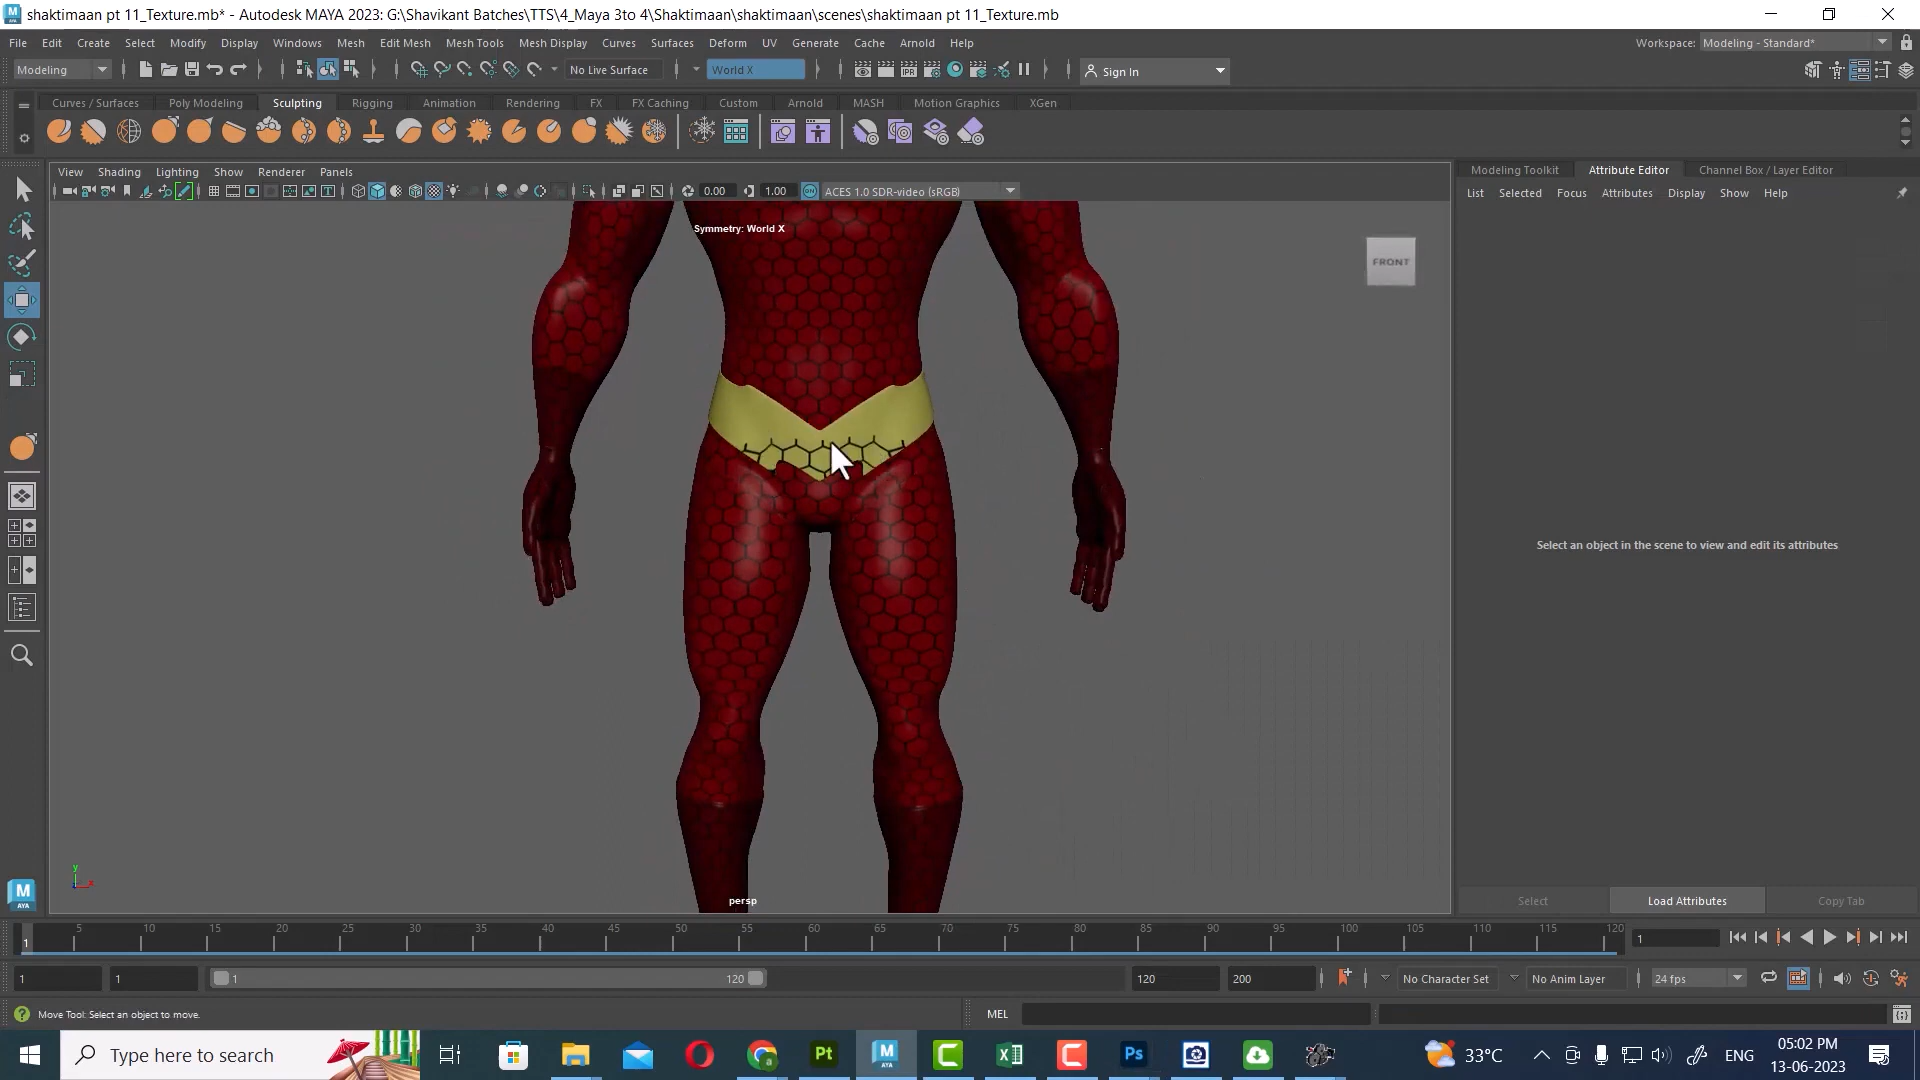 shaktimaan pt 11_Texture.mb* - Autodesk MAYA 2023: G:\Shavikant Batches\TTS\4_Maya 3to 4\Shaktimaan\shaktimaan\scenes\shaktimaan pt 11_Texture.mb
File Edit Create Select Modify Display Windows Mesh Edit Mesh Mesh Tools Mesh Display Curves Surfaces Deform UV Generate Cache Arnold Help
Workspace: Modeling - Standard*
Modeling No Live Surface World X IPR Sign In
Curves / Surfaces Poly Modeling Sculpting Rigging Animation Rendering FX FX Caching Custom Arnold MASH Motion Graphics XGen
View Shading Lighting Show Renderer Panels
Modeling Toolkit Attribute Editor Channel Box / Layer Editor
0.00 1.00 ON ACES 1.0 SDR-video (sRGB)
List Selected Focus Attributes Display Show Help
Symmetry: World X
FRONT
Select an object in the scene to view and edit its attributes
y
x
persp
M
AYA
Select Load Attributes Copy Tab
5 10 15 20 25 30 35 40 45 50 55 60 65 70 75 80 85 90 95 100 105 110 115 120
1
1
1 1 1 120 120 200 No Character Set No Anim Layer 24 fps
Move Tool: Select an object to move.
MEL
Type here to search
Pt
M
AYA
Ps
33°C
ENG
05:02 PM
13-06-2023